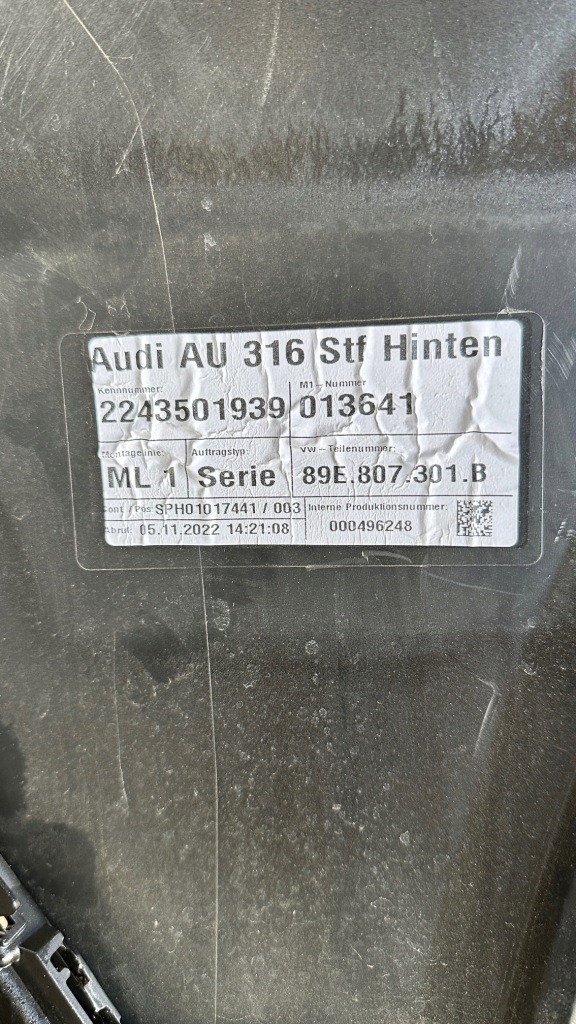 Audi AU 316 Stf Hinten
Kennnummer:
M1-Nummer
2243501939
013641
Montagelinie:
Auftragstyp:
VW-Teilenummer:
ML 1
Serie
89E.807.301.B
Cont./Pos: SPH01017441 / 003
Interne Produktionsnummer:
Abruf: 05.11.2022 14:21:08
000496248